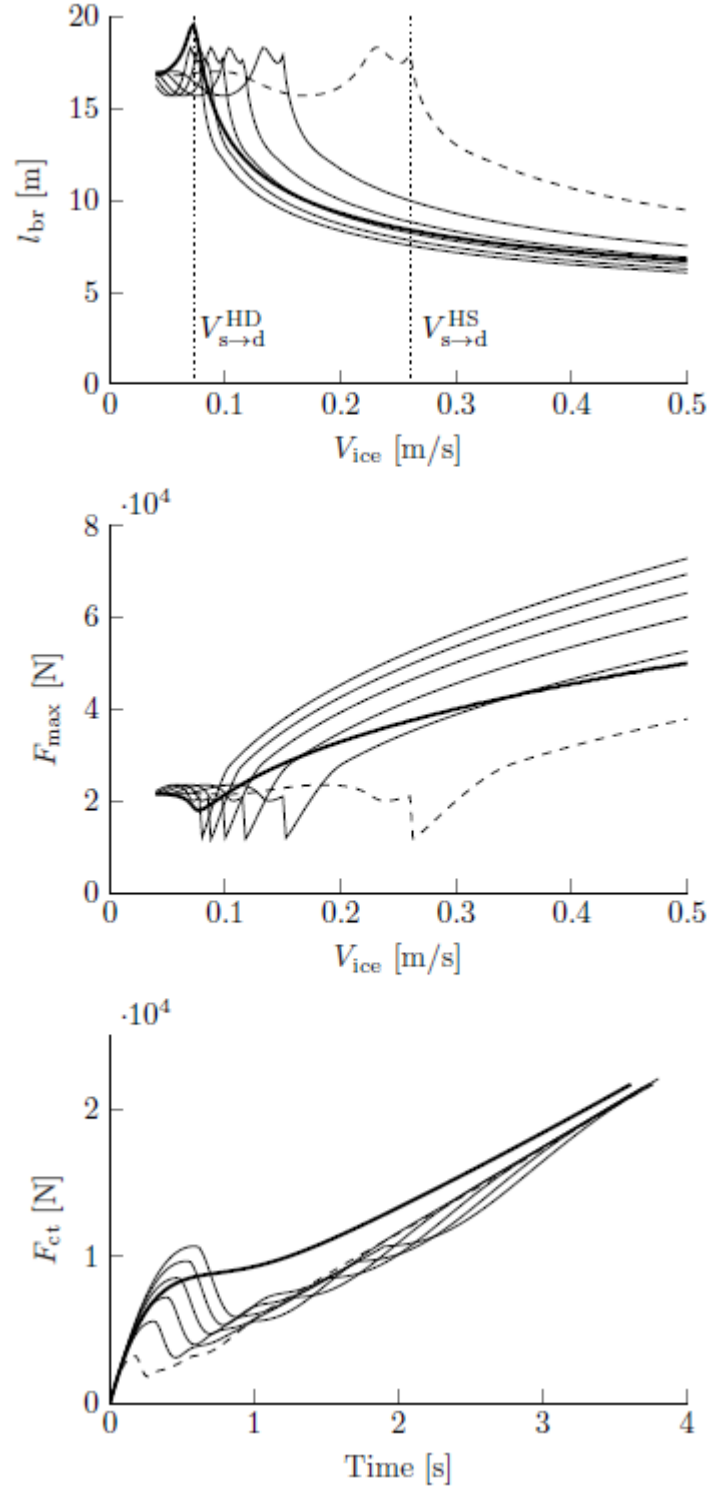 20
15
10
5
0
l_br [m]
V^HD_s→d
V^HS_s→d
0 0.1 0.2 0.3 0.4 0.5
V_ice [m/s]
·10^4
8
6
4
2
0
F_max [N]
0 0.1 0.2 0.3 0.4 0.5
V_ice [m/s]
·10^4
2
1
0
F_ct [N]
0 1 2 3 4
Time [s]